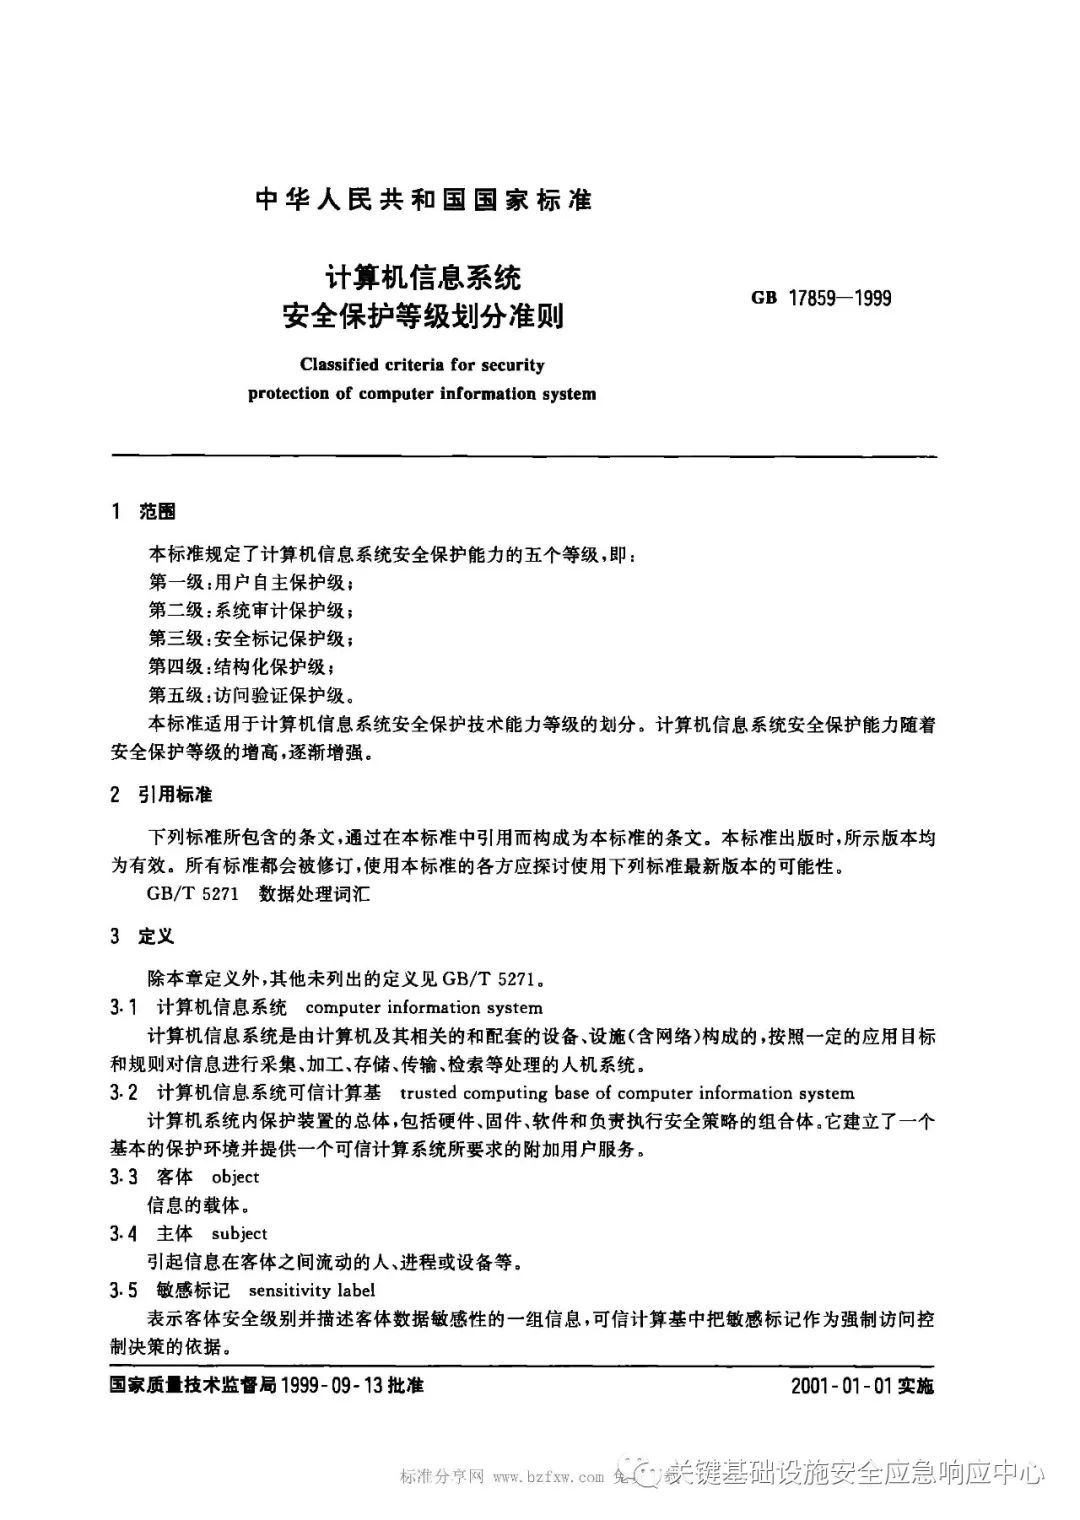 中华人民共和国国家标准
计算机信息系统
安全保护等级划分准则
GB 17859—1999
Classified criteria for security
protection of computer information system
1 范围
本标准规定了计算机信息系统安全保护能力的五个等级,即:
第一级:用户自主保护级;
第二级:系统审计保护级;
第三级:安全标记保护级;
第四级:结构化保护级;
第五级:访问验证保护级。
本标准适用于计算机信息系统安全保护技术能力等级的划分。计算机信息系统安全保护能力随着
安全保护等级的增高,逐渐增强。
2 引用标准
下列标准所包含的条文,通过在本标准中引用而构成为本标准的条文。本标准出版时,所示版本均
为有效。所有标准都会被修订,使用本标准的各方应探讨使用下列标准最新版本的可能性。
GB/T 5271 数据处理词汇
3 定义
除本章定义外,其他未列出的定义见GB/T 5271。
3.1 计算机信息系统 computer information system
计算机信息系统是由计算机及其相关的和配套的设备、设施(含网络)构成的,按照一定的应用目标
和规则对信息进行采集、加工、存储、传输、检索等处理的人机系统。
3.2 计算机信息系统可信计算基 trusted computing base of computer information system
计算机系统内保护装置的总体,包括硬件、固件、软件和负责执行安全策略的组合体。它建立了一个
基本的保护环境并提供一个可信计算系统所要求的附加用户服务。
3.3 客体 object
信息的载体。
3.4 主体 subject
引起信息在客体之间流动的人、进程或设备等。
3.5 敏感标记 sensitivity label
表示客体安全级别并描述客体数据敏感性的一组信息,可信计算基中把敏感标记作为强制访问控
制决策的依据。
国家质量技术监督局1999-09-13批准
2001-01-01实施
标准分享网 www.bzfxw.com 免
关键基础设施安全应急响应中心